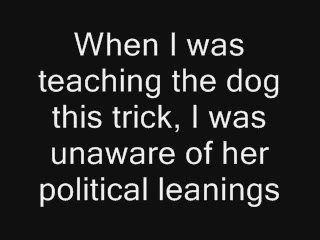 When I was
teaching the dog
this trick, I was
unaware of her
political leanings